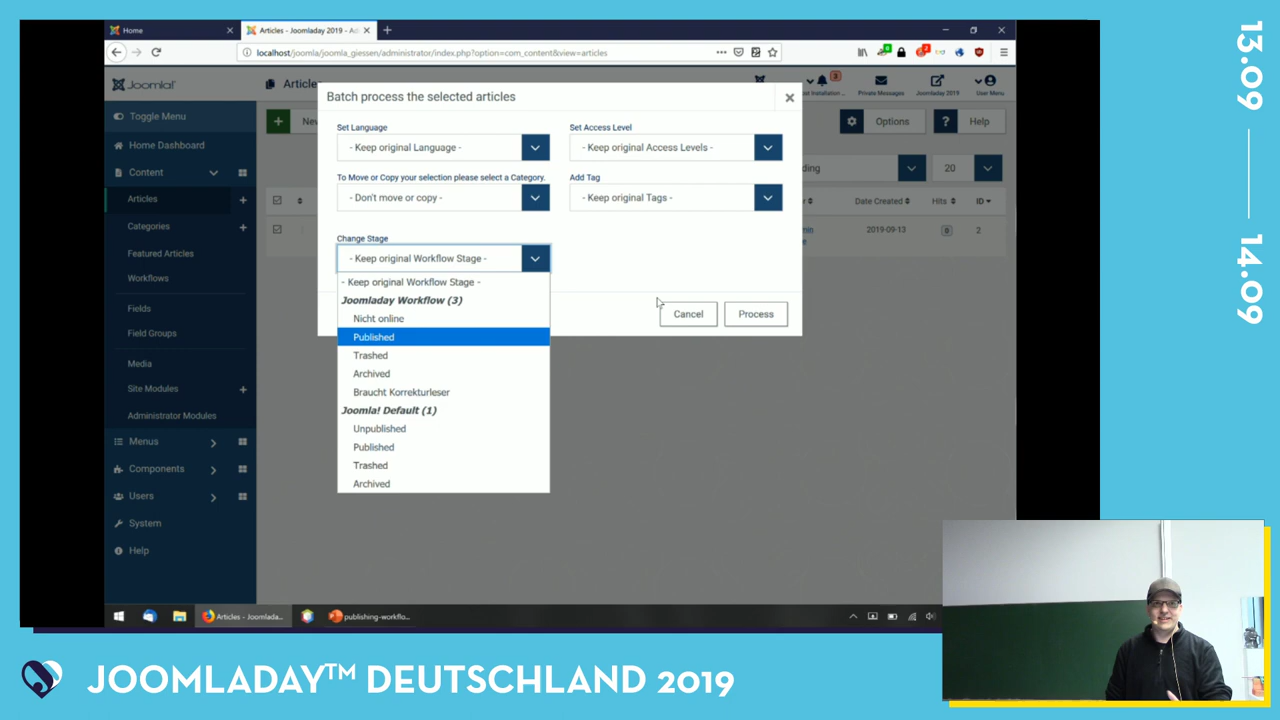 Home
Articles - Joomladay 2019 - Ad
localhost/joomla/joomla_giessen/administrator/index.php?option=com_content&view=articles
Joomla!
Article
Batch process the selected articles
3
Private Messages
Joomladay 2019
User Menu
Toggle Menu
Options
Help
Set Language
Set Access Level
- Keep original Language -
- Keep original Access Levels -
Home Dashboard
Content
20
To Move or Copy your selection please select a Category.
Add Tag
- Don't move or copy -
- Keep original Tags -
Articles
Date Created
Hits
ID
Categories
2019-09-13
0
2
Featured Articles
Workflows
Change Stage
- Keep original Workflow Stage -
- Keep original Workflow Stage -
Joomladay Workflow (3)
Nicht online
Published
Trashed
Archived
Braucht Korrekturleser
Joomla! Default (1)
Unpublished
Published
Trashed
Archived
Cancel
Process
Fields
Field Groups
Media
Site Modules
Administrator Modules
Menus
Components
Users
System
Help
Articles - Joomlada...
publishing-workflo...
13.09
14.09
JOOMLADAY™ DEUTSCHLAND 2019